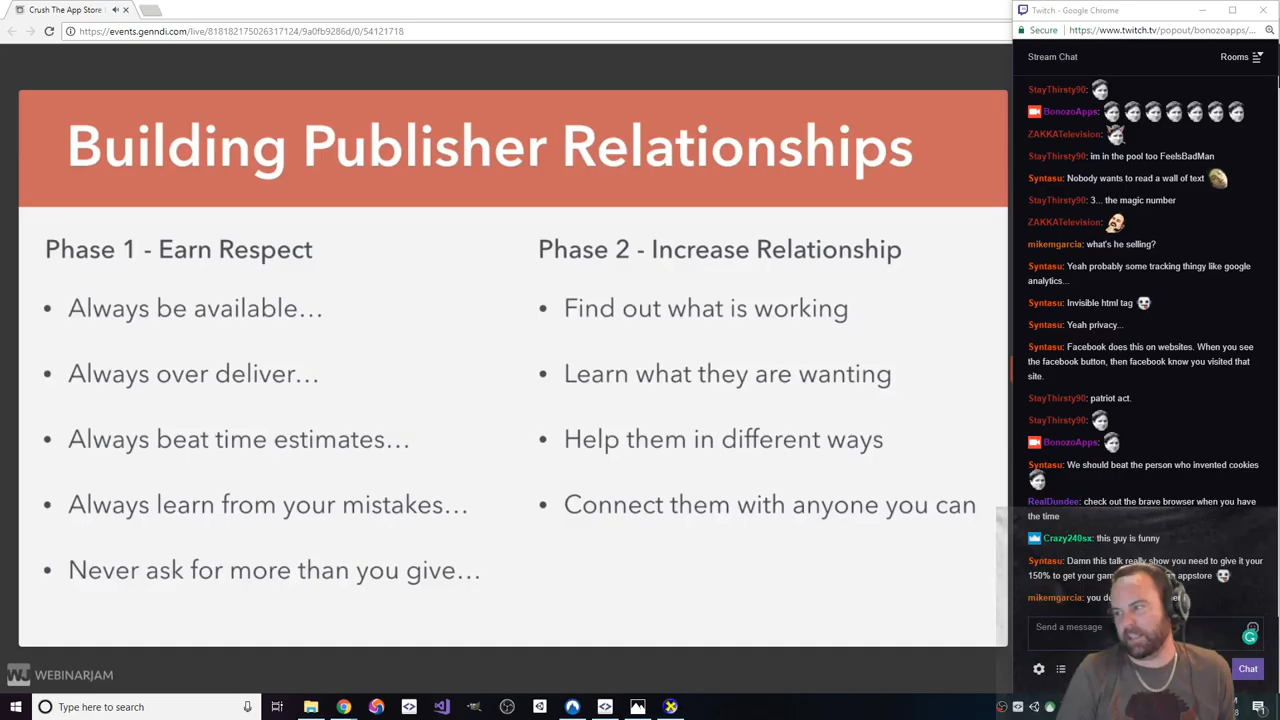 Crush The App Store
Twitch - Google Chrome
https://events.genndi.com/live/818182175026317124/9a0fb9286d/0/54121718
Secure
https://www.twitch.tv/popout/bonozoapps/...
Stream Chat
Rooms
Building Publisher Relationships
Phase 1 - Earn Respect
• Always be available…
• Always over deliver…
• Always beat time estimates…
• Always learn from your mistakes…
• Never ask for more than you give…
Phase 2 - Increase Relationship
• Find out what is working
• Learn what they are wanting
• Help them in different ways
• Connect them with anyone you can
WJ WEBINARJAM
StayThirsty90:
BonozoApps:
ZAKKATelevision:
StayThirsty90: im in the pool too FeelsBadMan
Syntasu: Nobody wants to read a wall of text
StayThirsty90: 3... the magic number
ZAKKATelevision:
mikemgarcia: what's he selling?
Syntasu: Yeah probably some tracking thingy like google
analytics...
Syntasu: Invisible html tag
Syntasu: Yeah privacy...
Syntasu: Facebook does this on websites. When you see
the facebook button, then facebook know you visited that
site.
StayThirsty90: patriot act.
StayThirsty90:
BonozoApps:
Syntasu: We should beat the person who invented cookies
RealDundee: check out the brave browser when you have
the time
Crazy240sx: this guy is funny
Syntasu: Damn this talk really show you need to give it your
150% to get your appstore
mikemgarcia: you
Send a message
Chat
Type here to search